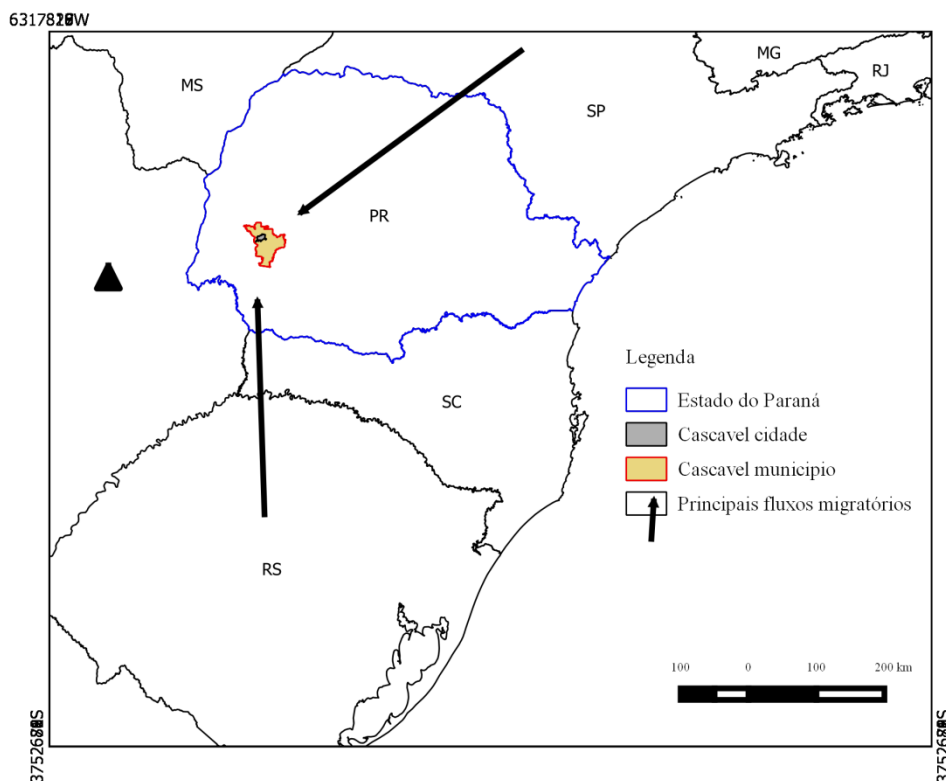 MG
RJ
MS
SP
PR
Legenda
Estado do Paraná
SC
Cascavel cidade
Cascavel municipio
Principais fluxos migratórios
RS
100 0 100 200 km